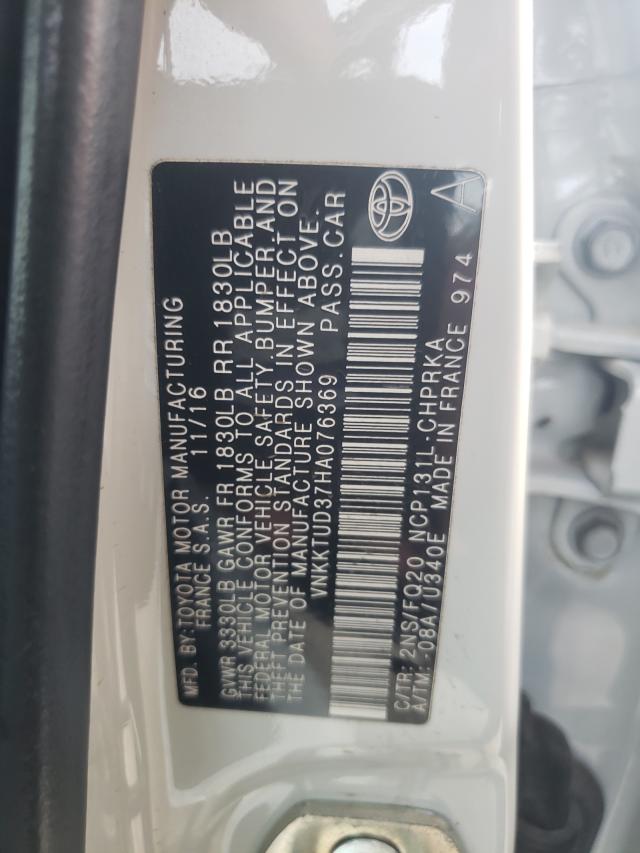 MFD. BY: TOYOTA MOTOR MANUFACTURING
FRANCE S.A.S. 11/16
GVWR 3330LB GAWR FR 1830LB RR 1830LB
THIS VEHICLE CONFORMS TO ALL APPLICABLE
FEDERAL MOTOR VEHICLE SAFETY, BUMPER, AND
THEFT PREVENTION STANDARDS IN EFFECT ON
THE DATE OF MANUFACTURE SHOWN ABOVE.
VNKKTUD37HA076369 PASS.CAR
C/TR: 2NS/FQ20 NCP131L-CHPRKA
A/TM: -08A/U340E MADE IN FRANCE 974
A